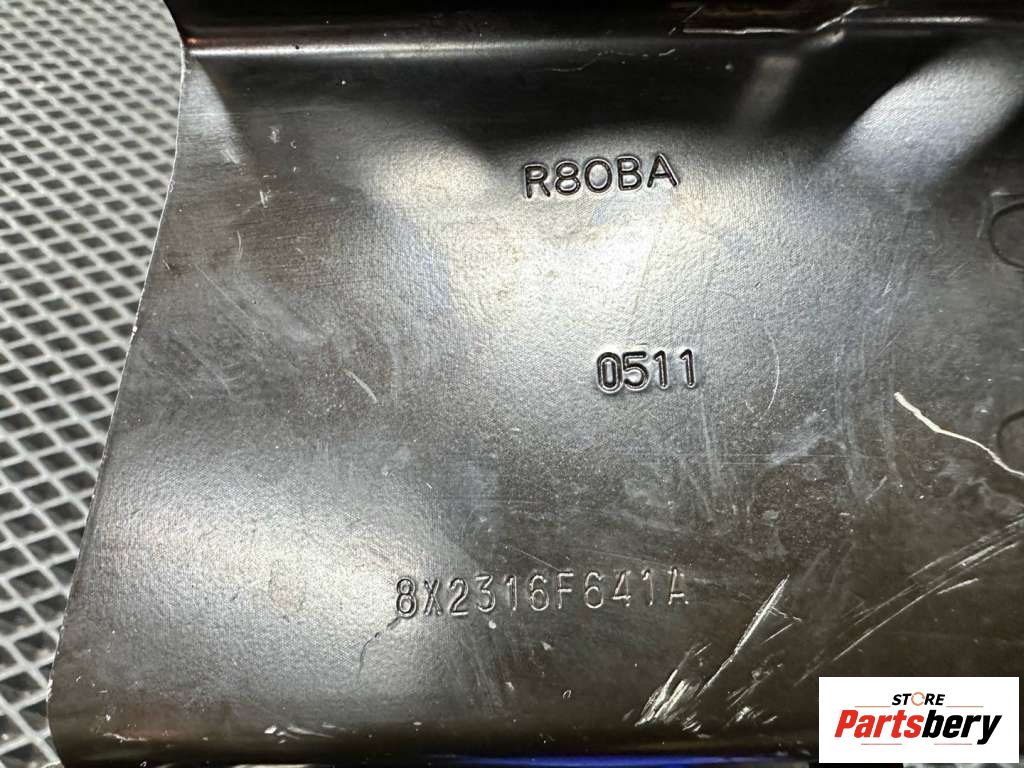 R80BA
0511
8X2316F641A
STORE
Partsbery